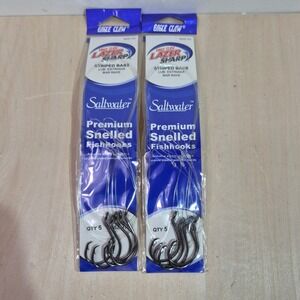 EAGLE CLAW
LAZER
SHARP
STRIPED BASS
Saltwater
Premium
Snelled
Fishhooks
QTY 5
EAGLE CLAW
LAZER
SHARP
STRIPED BASS
Saltwater
Premium
Snelled
Fishhooks
QTY 5